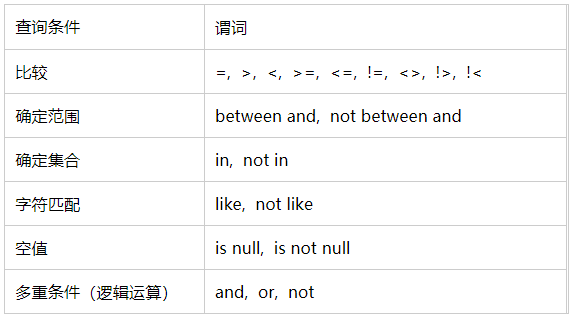 查询条件 谓词
比较 =, >, <, >=, <=, !=, <>, !>, !<
确定范围 between and, not between and
确定集合 in, not in
字符匹配 like, not like
空值 is null, is not null
多重条件（逻辑运算） and, or, not